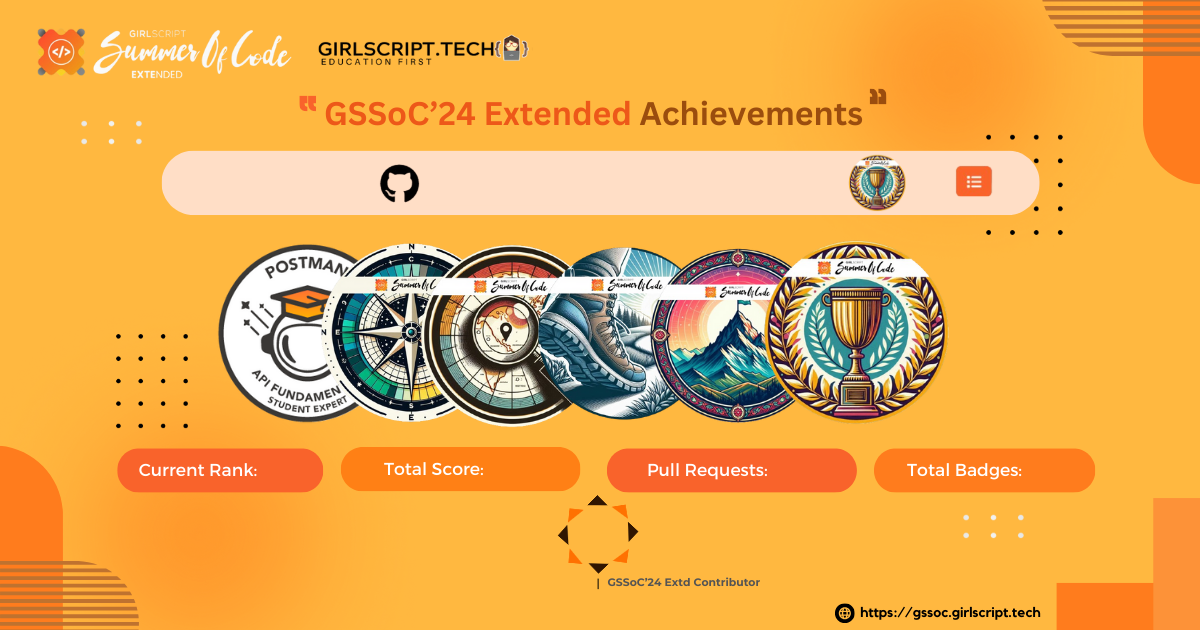 GIRLSCRIPT
Summer Of Code
EXTENDED
GIRLSCRIPT.TECH{ }
EDUCATION FIRST
"GSSoC'24 Extended Achievements"
POSTMAN
API FUNDAMEN
STUDENT EXPERT
N
C
E
S
Summer Of C
Summer Of Code
Summer Of Code
Summer Of Code
Summer Of Code
Current Rank:
Total Score:
Pull Requests:
Total Badges:
| GSSoC'24 Extd Contributor
https://gssoc.girlscript.tech